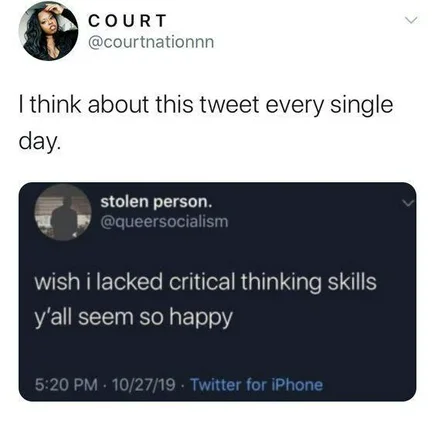 COURT
@courtnationnn
I think about this tweet every single
day.
stolen person.
@queersocialism
wish i lacked critical thinking skills
y'all seem so happy
5:20 PM · 10/27/19 · Twitter for iPhone